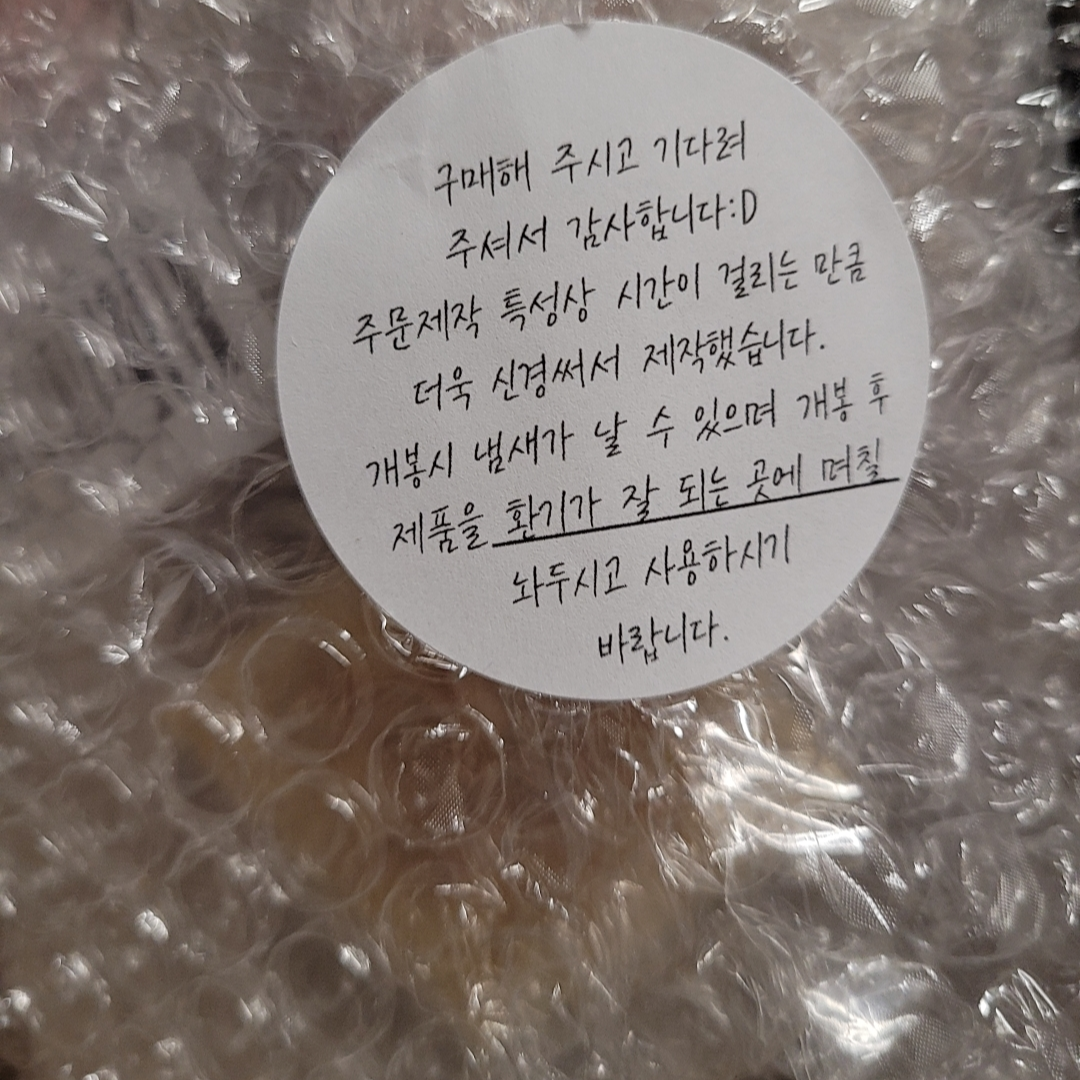 구매해 주시고 기다려
주셔서 감사합니다:D
주문제작 특성상 시간이 걸리는 만큼
더욱 신경써서 제작했습니다.
개봉시 냄새가 날 수 있으며 개봉 후
제품을 환기가 잘 되는 곳에 며칠
놔두시고 사용하시기
바랍니다.